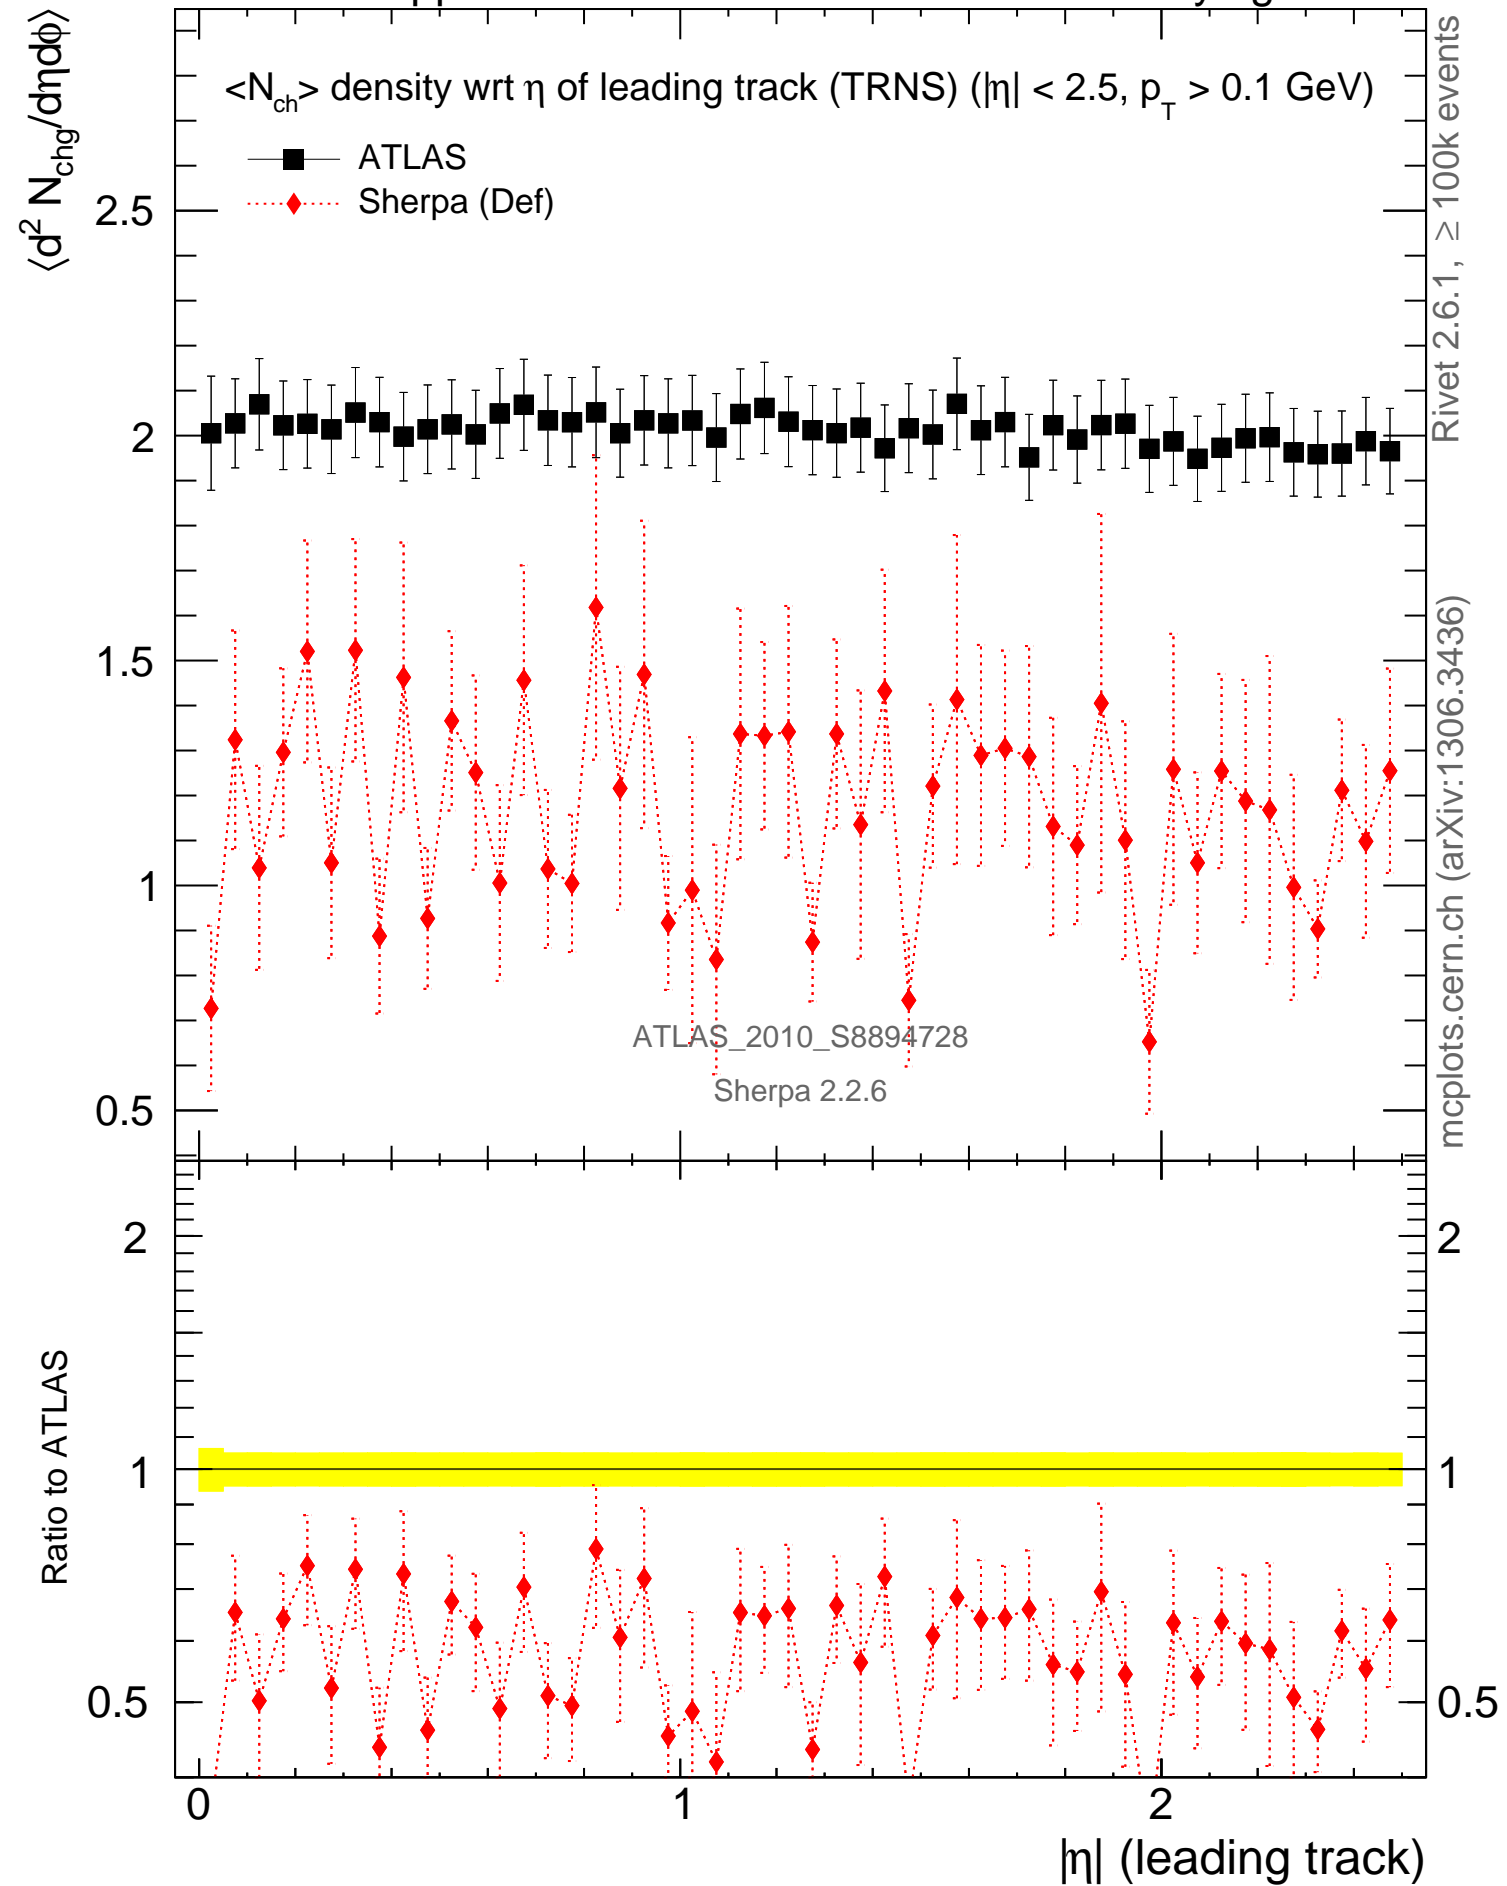 <N_ch> density wrt η of leading track (TRNS) (|η| < 2.5, p_T > 0.1 GeV)
ATLAS
Sherpa (Def)
⟨d² N_chg/dηdϕ⟩
2.5
2
1.5
1
0.5
ATLAS_2010_S8894728
Sherpa 2.2.6
Rivet 2.6.1, ≥ 100k events
mcplots.cern.ch (arXiv:1306.3436)
Ratio to ATLAS
2
1
0.5
2
1
0.5
0
1
2
|η| (leading track)